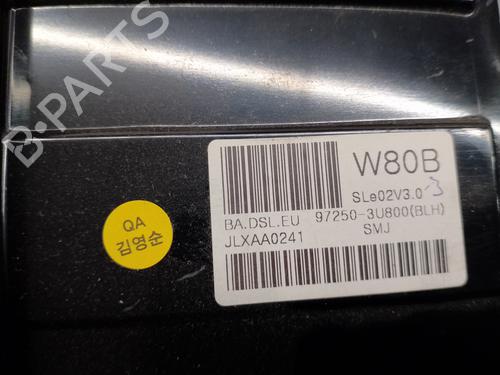 B-PARTS
W80B
SLe02V3.0
3
BA.DSL.EU 97250-3U800(BLH)
JLXAA0241 SMJ
QA
김영순